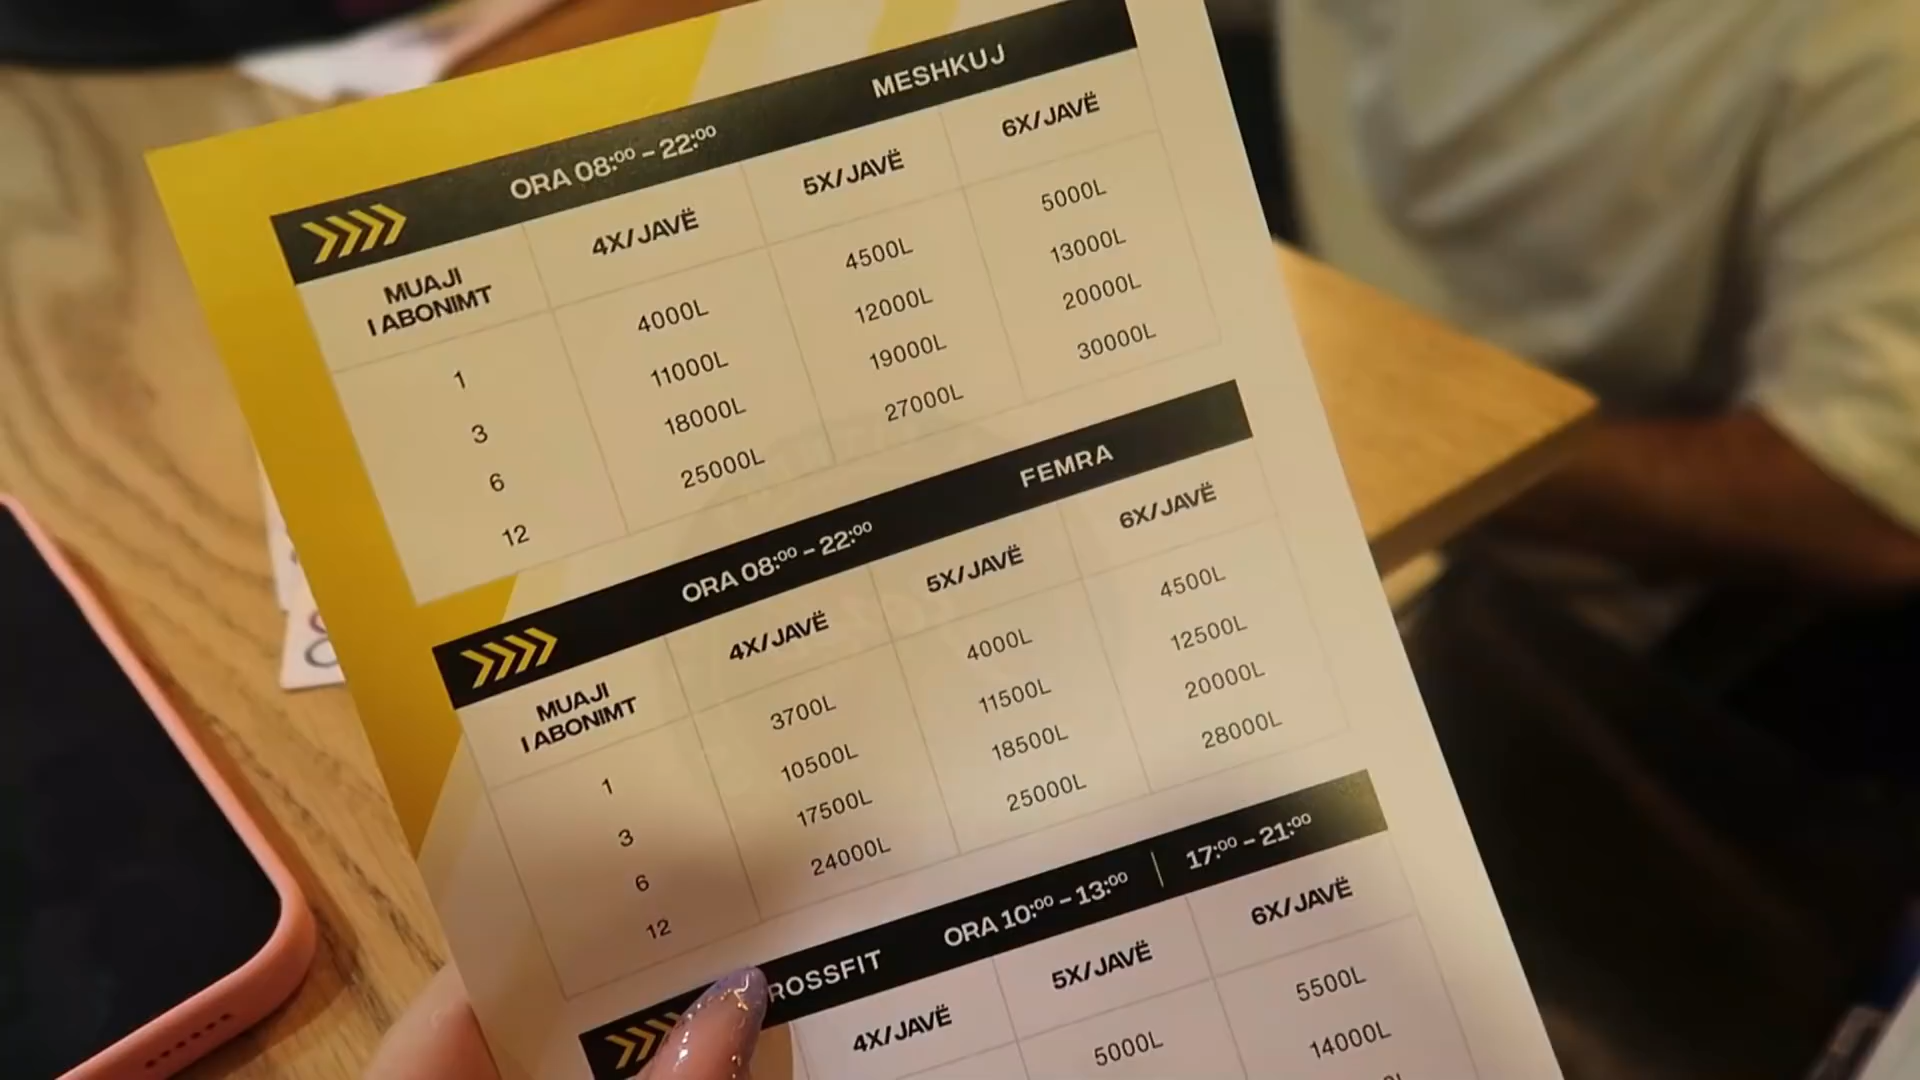 ORA 08:00 – 22:00 MESHKUJ
MUAJI I ABONIMT 4X/JAVË 5X/JAVË 6X/JAVË
1 4000L 4500L 5000L
3 11000L 12000L 13000L
6 18000L 19000L 20000L
12 25000L 27000L 30000L
ORA 08:00 – 22:00 FEMRA
MUAJI I ABONIMT 4X/JAVË 5X/JAVË 6X/JAVË
1 3700L 4000L 4500L
3 10500L 11500L 12500L
6 17500L 18500L 20000L
12 24000L 25000L 28000L
ROSSFIT ORA 10:00 – 13:00 | 17:00 – 21:00
4X/JAVË 5X/JAVË 6X/JAVË
5000L 5500L
14000L